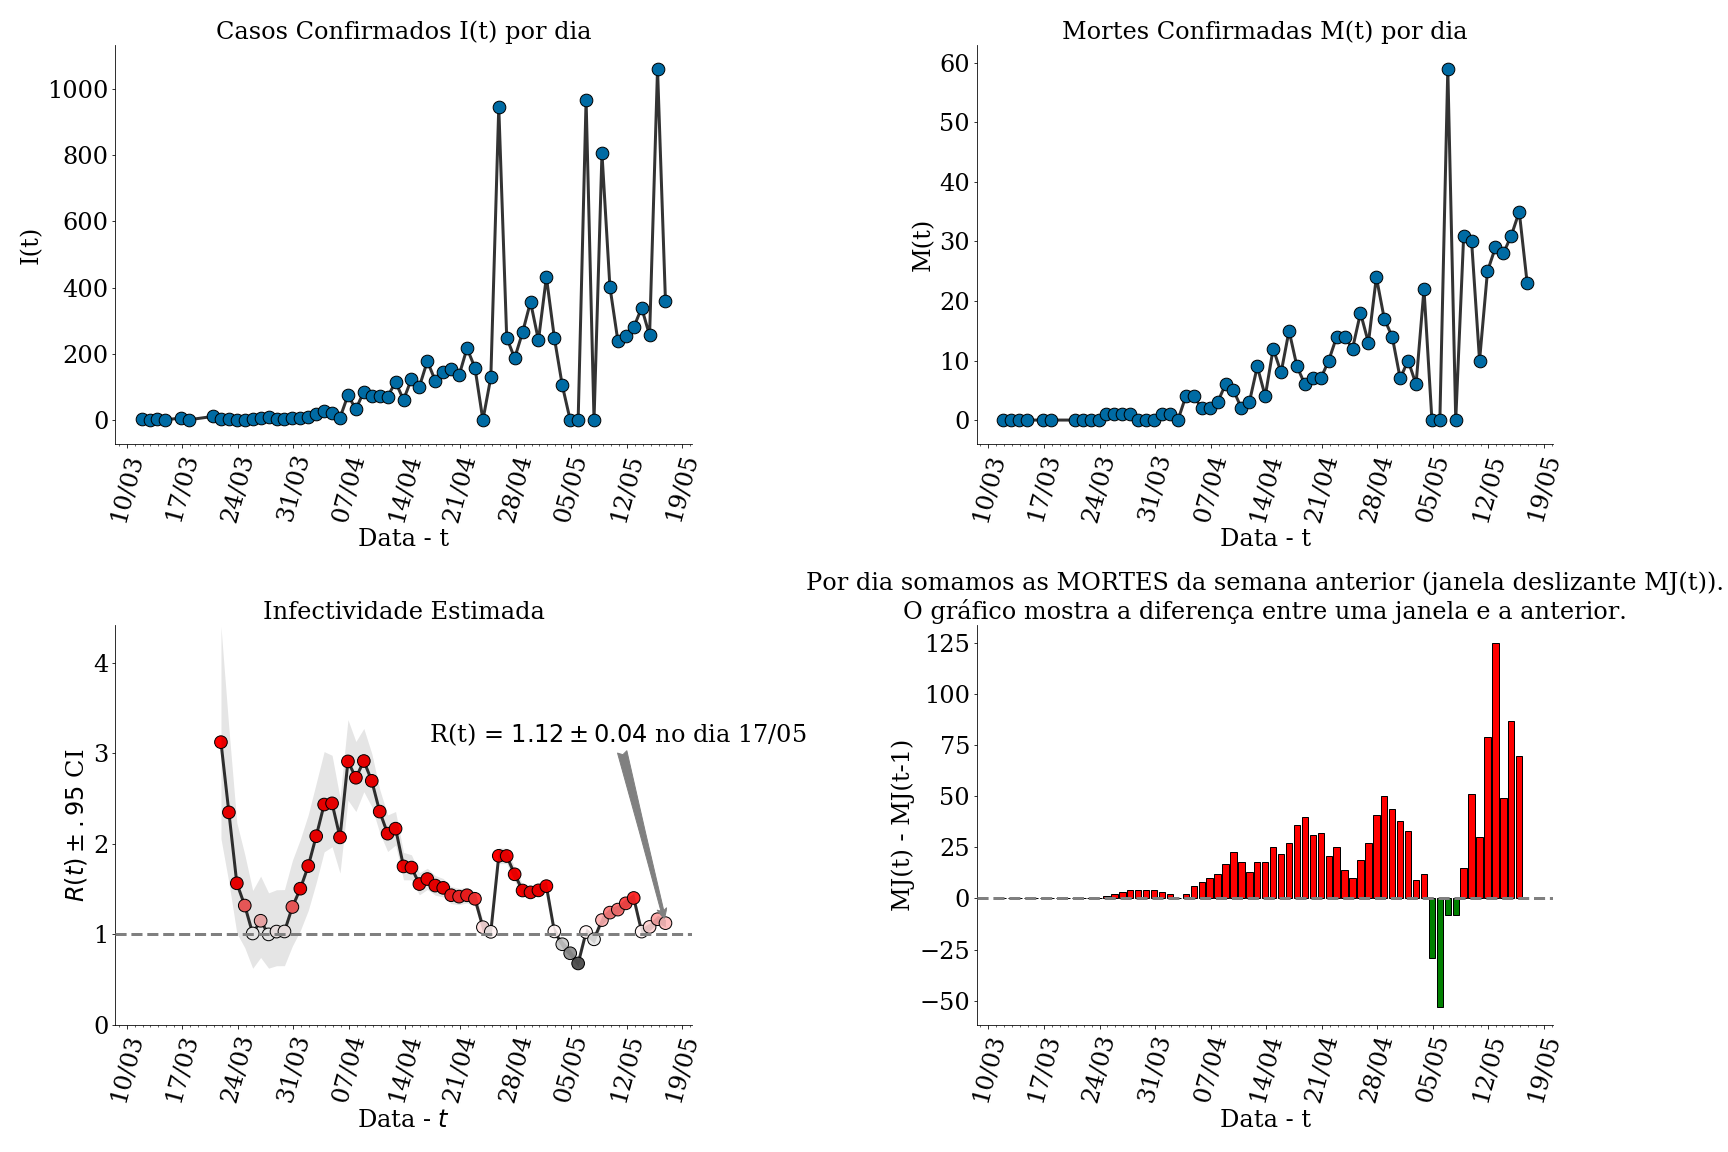 Casos Confirmados I(t) por dia
I(t)
1000
800
600
400
200
0
10/03 17/03 24/03 31/03 07/04 14/04 21/04 28/04 05/05 12/05 19/05
Data - t
Mortes Confirmadas M(t) por dia
M(t)
60
50
40
30
20
10
0
10/03 17/03 24/03 31/03 07/04 14/04 21/04 28/04 05/05 12/05 19/05
Data - t
Infectividade Estimada
R(t) ± .95 CI
4
3
2
1
0
R(t) = 1.12 ± 0.04 no dia 17/05
10/03 17/03 24/03 31/03 07/04 14/04 21/04 28/04 05/05 12/05 19/05
Data - t
Por dia somamos as MORTES da semana anterior (janela deslizante MJ(t)).
O gráfico mostra a diferença entre uma janela e a anterior.
MJ(t) - MJ(t-1)
125
100
75
50
25
0
−25
−50
10/03 17/03 24/03 31/03 07/04 14/04 21/04 28/04 05/05 12/05 19/05
Data - t